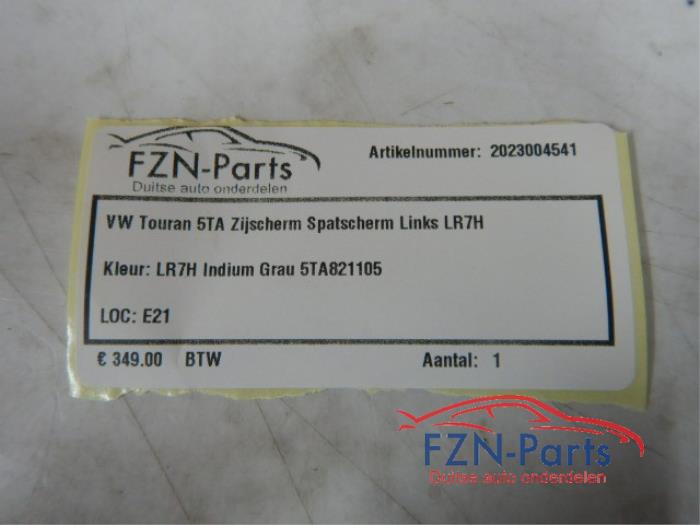 FZN-Parts
Duitse auto onderdelen
Artikelnummer: 2023004541
VW Touran 5TA Zijscherm Spatscherm Links LR7H
Kleur: LR7H Indium Grau 5TA821105
LOC: E21
€ 349.00 BTW
Aantal: 1
FZN-Parts
Duitse auto onderdelen